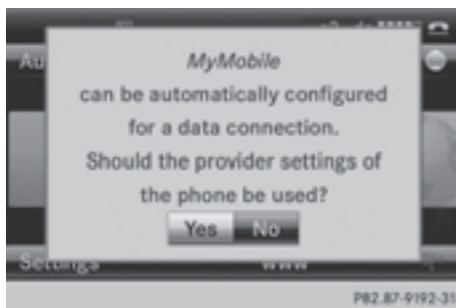 Au
MyMobile
can be automatically configured
for a data connection.
Should the provider settings of
the phone be used?
Yes No
Settings www
P82.87-9192-31